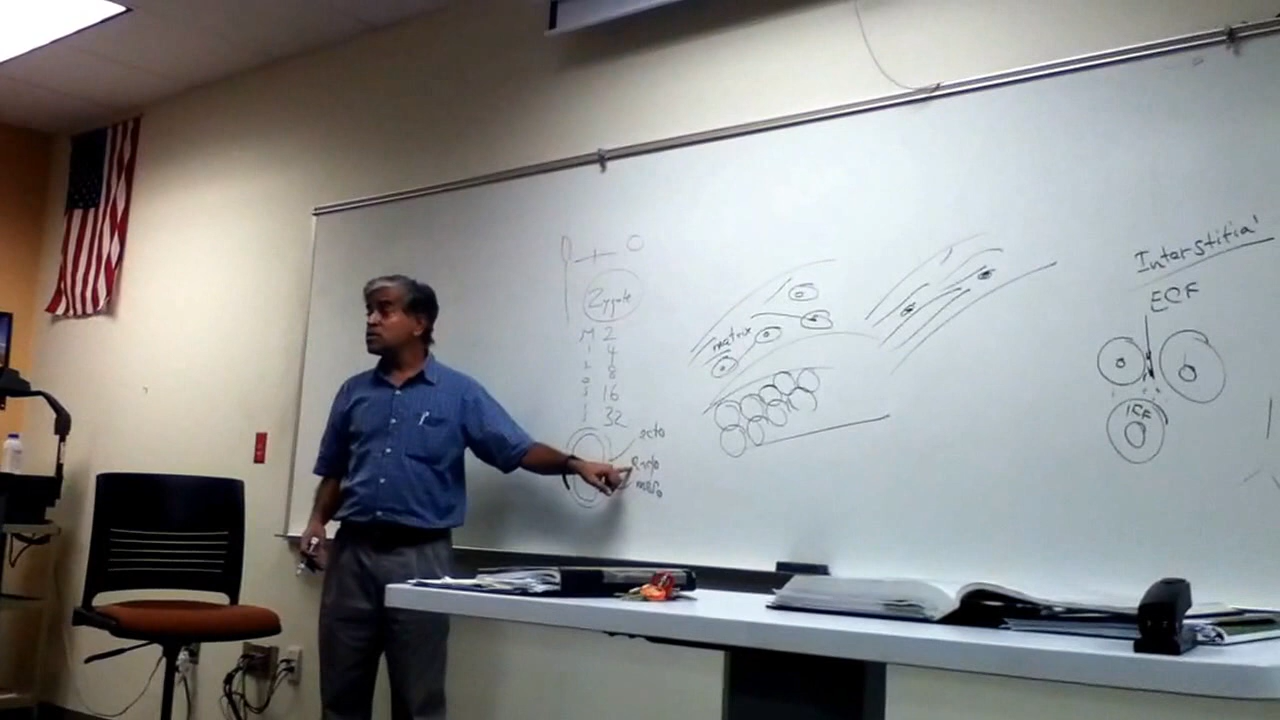 Zygote
M 2
i 4
t 8
o 16
s 32
ecto
Endo
meso
matrix
Interstitial
ECF
ICF